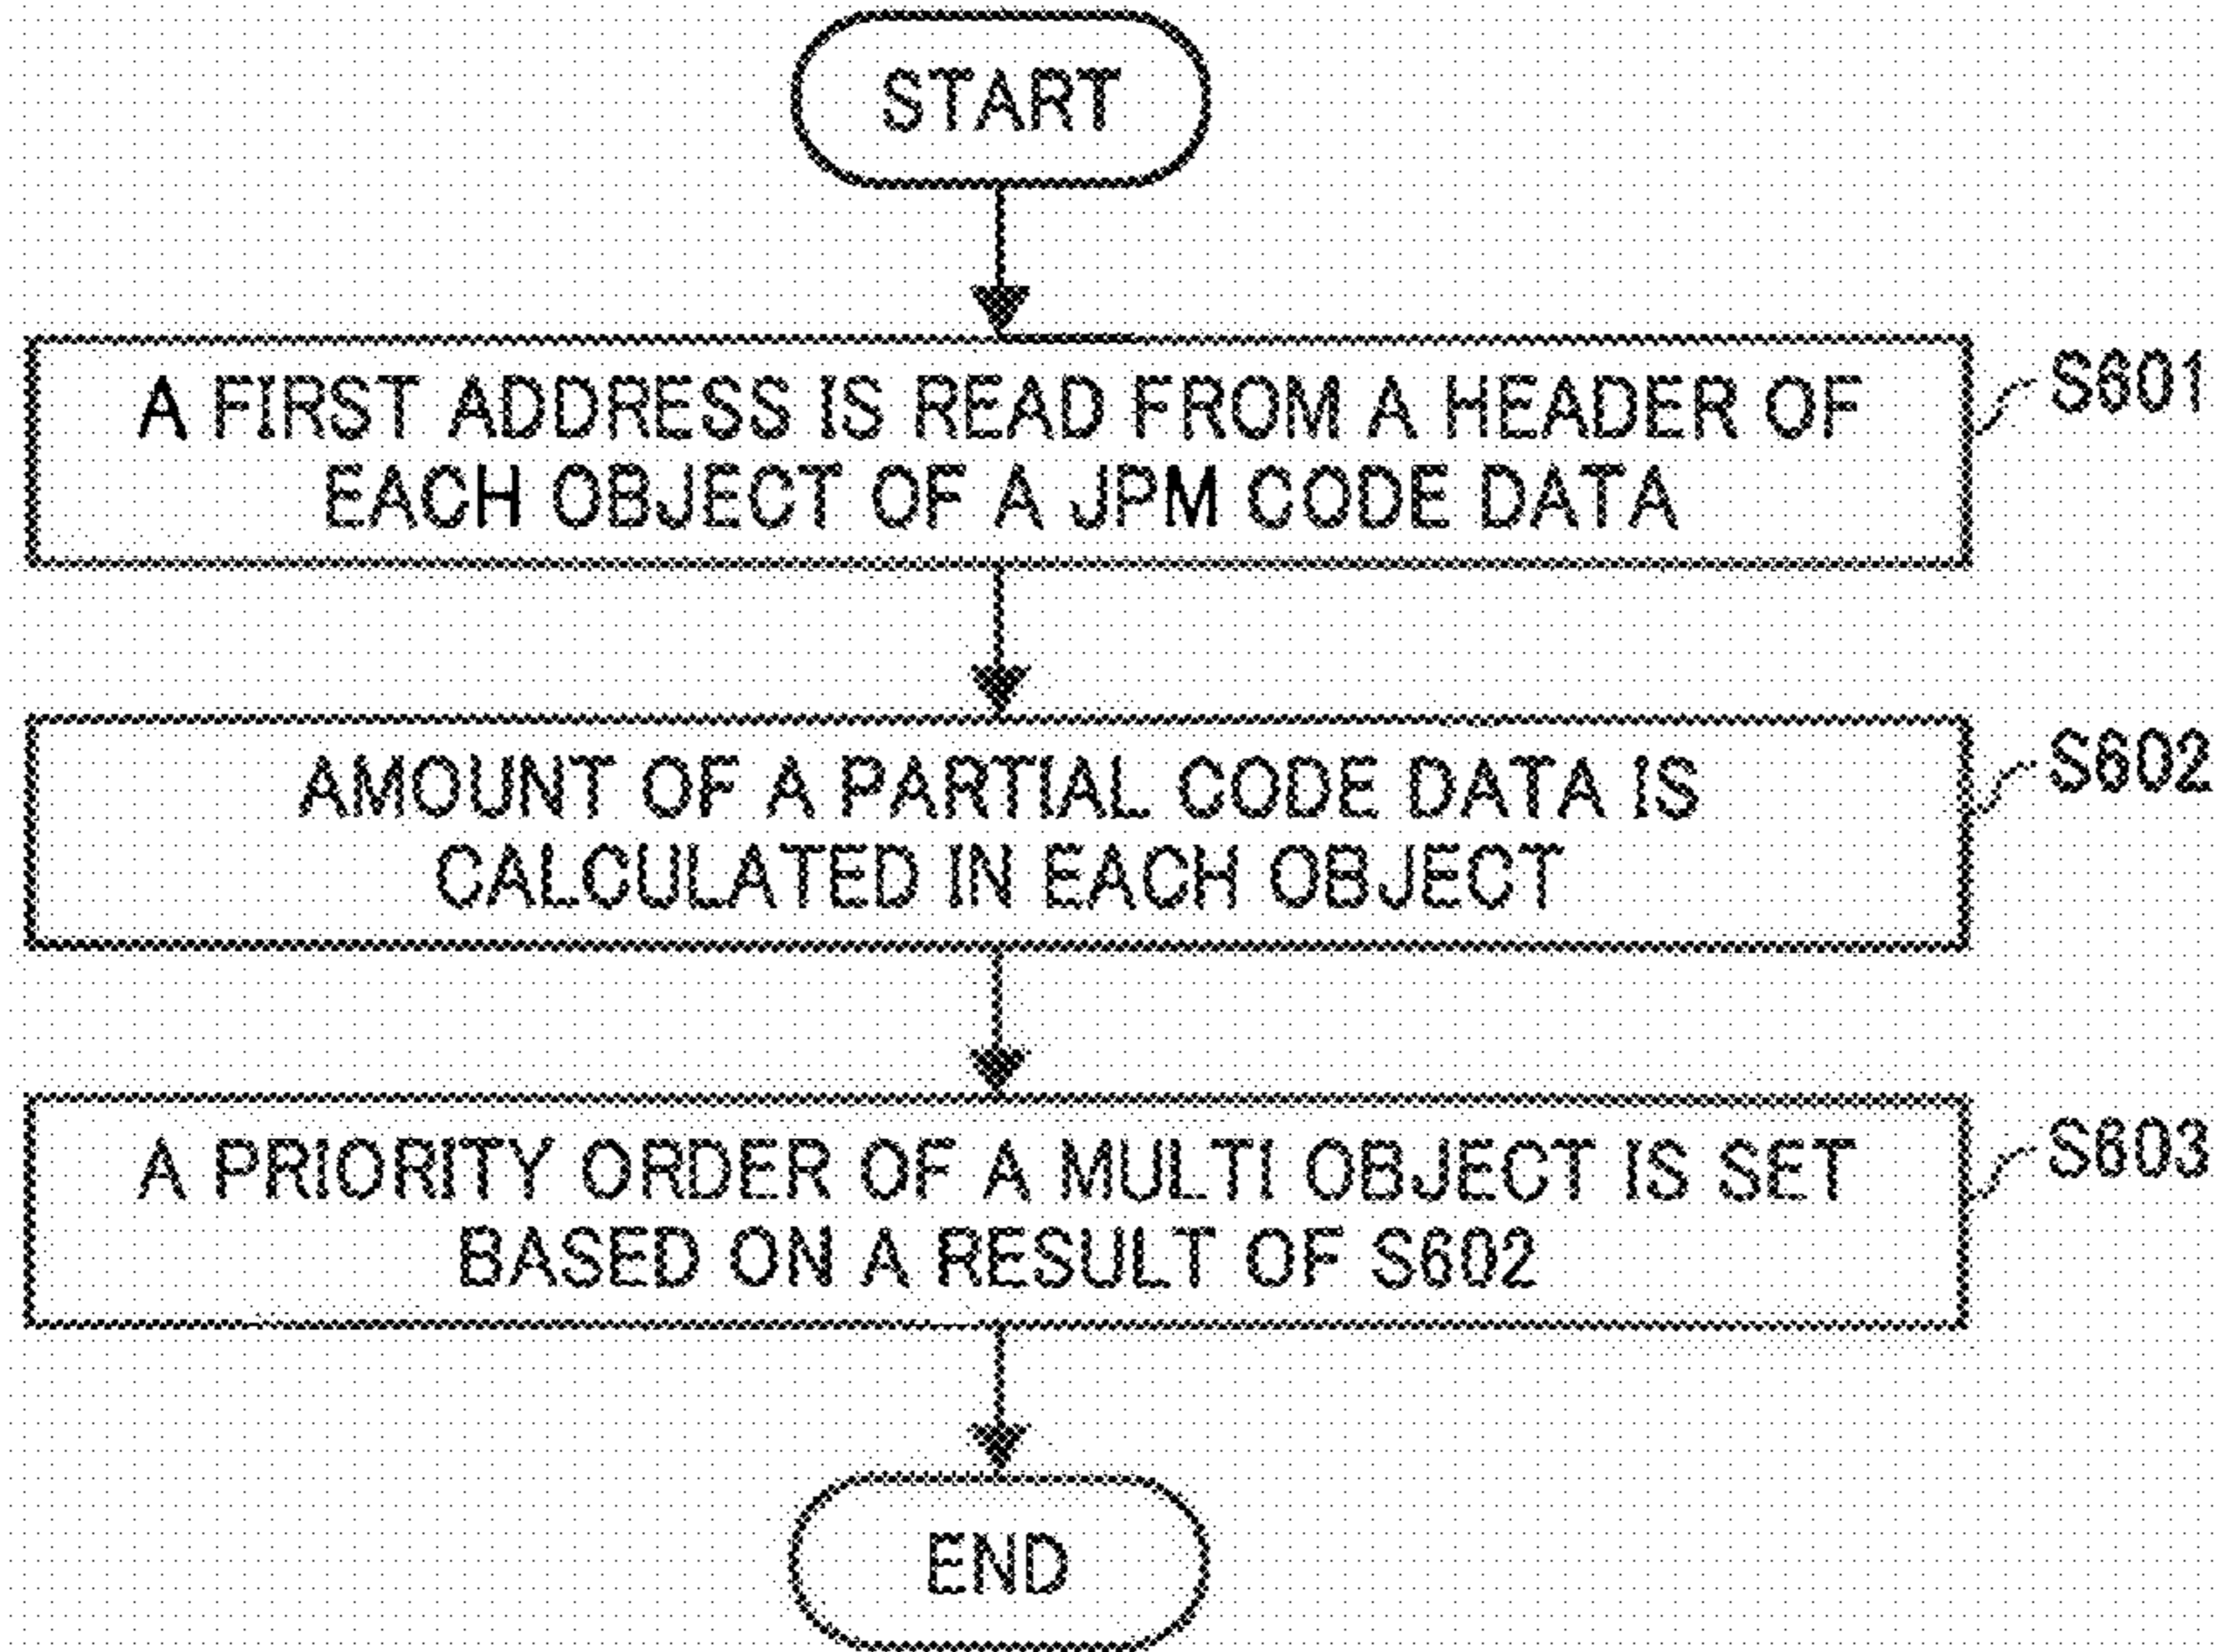 START
A FIRST ADDRESS IS READ FROM A HEADER OF
EACH OBJECT OF A JPM CODE DATA
S601
AMOUNT OF A PARTIAL CODE DATA IS
CALCULATED IN EACH OBJECT
S602
A PRIORITY ORDER OF A MULTI OBJECT IS SET
BASED ON A RESULT OF S602
S603
END